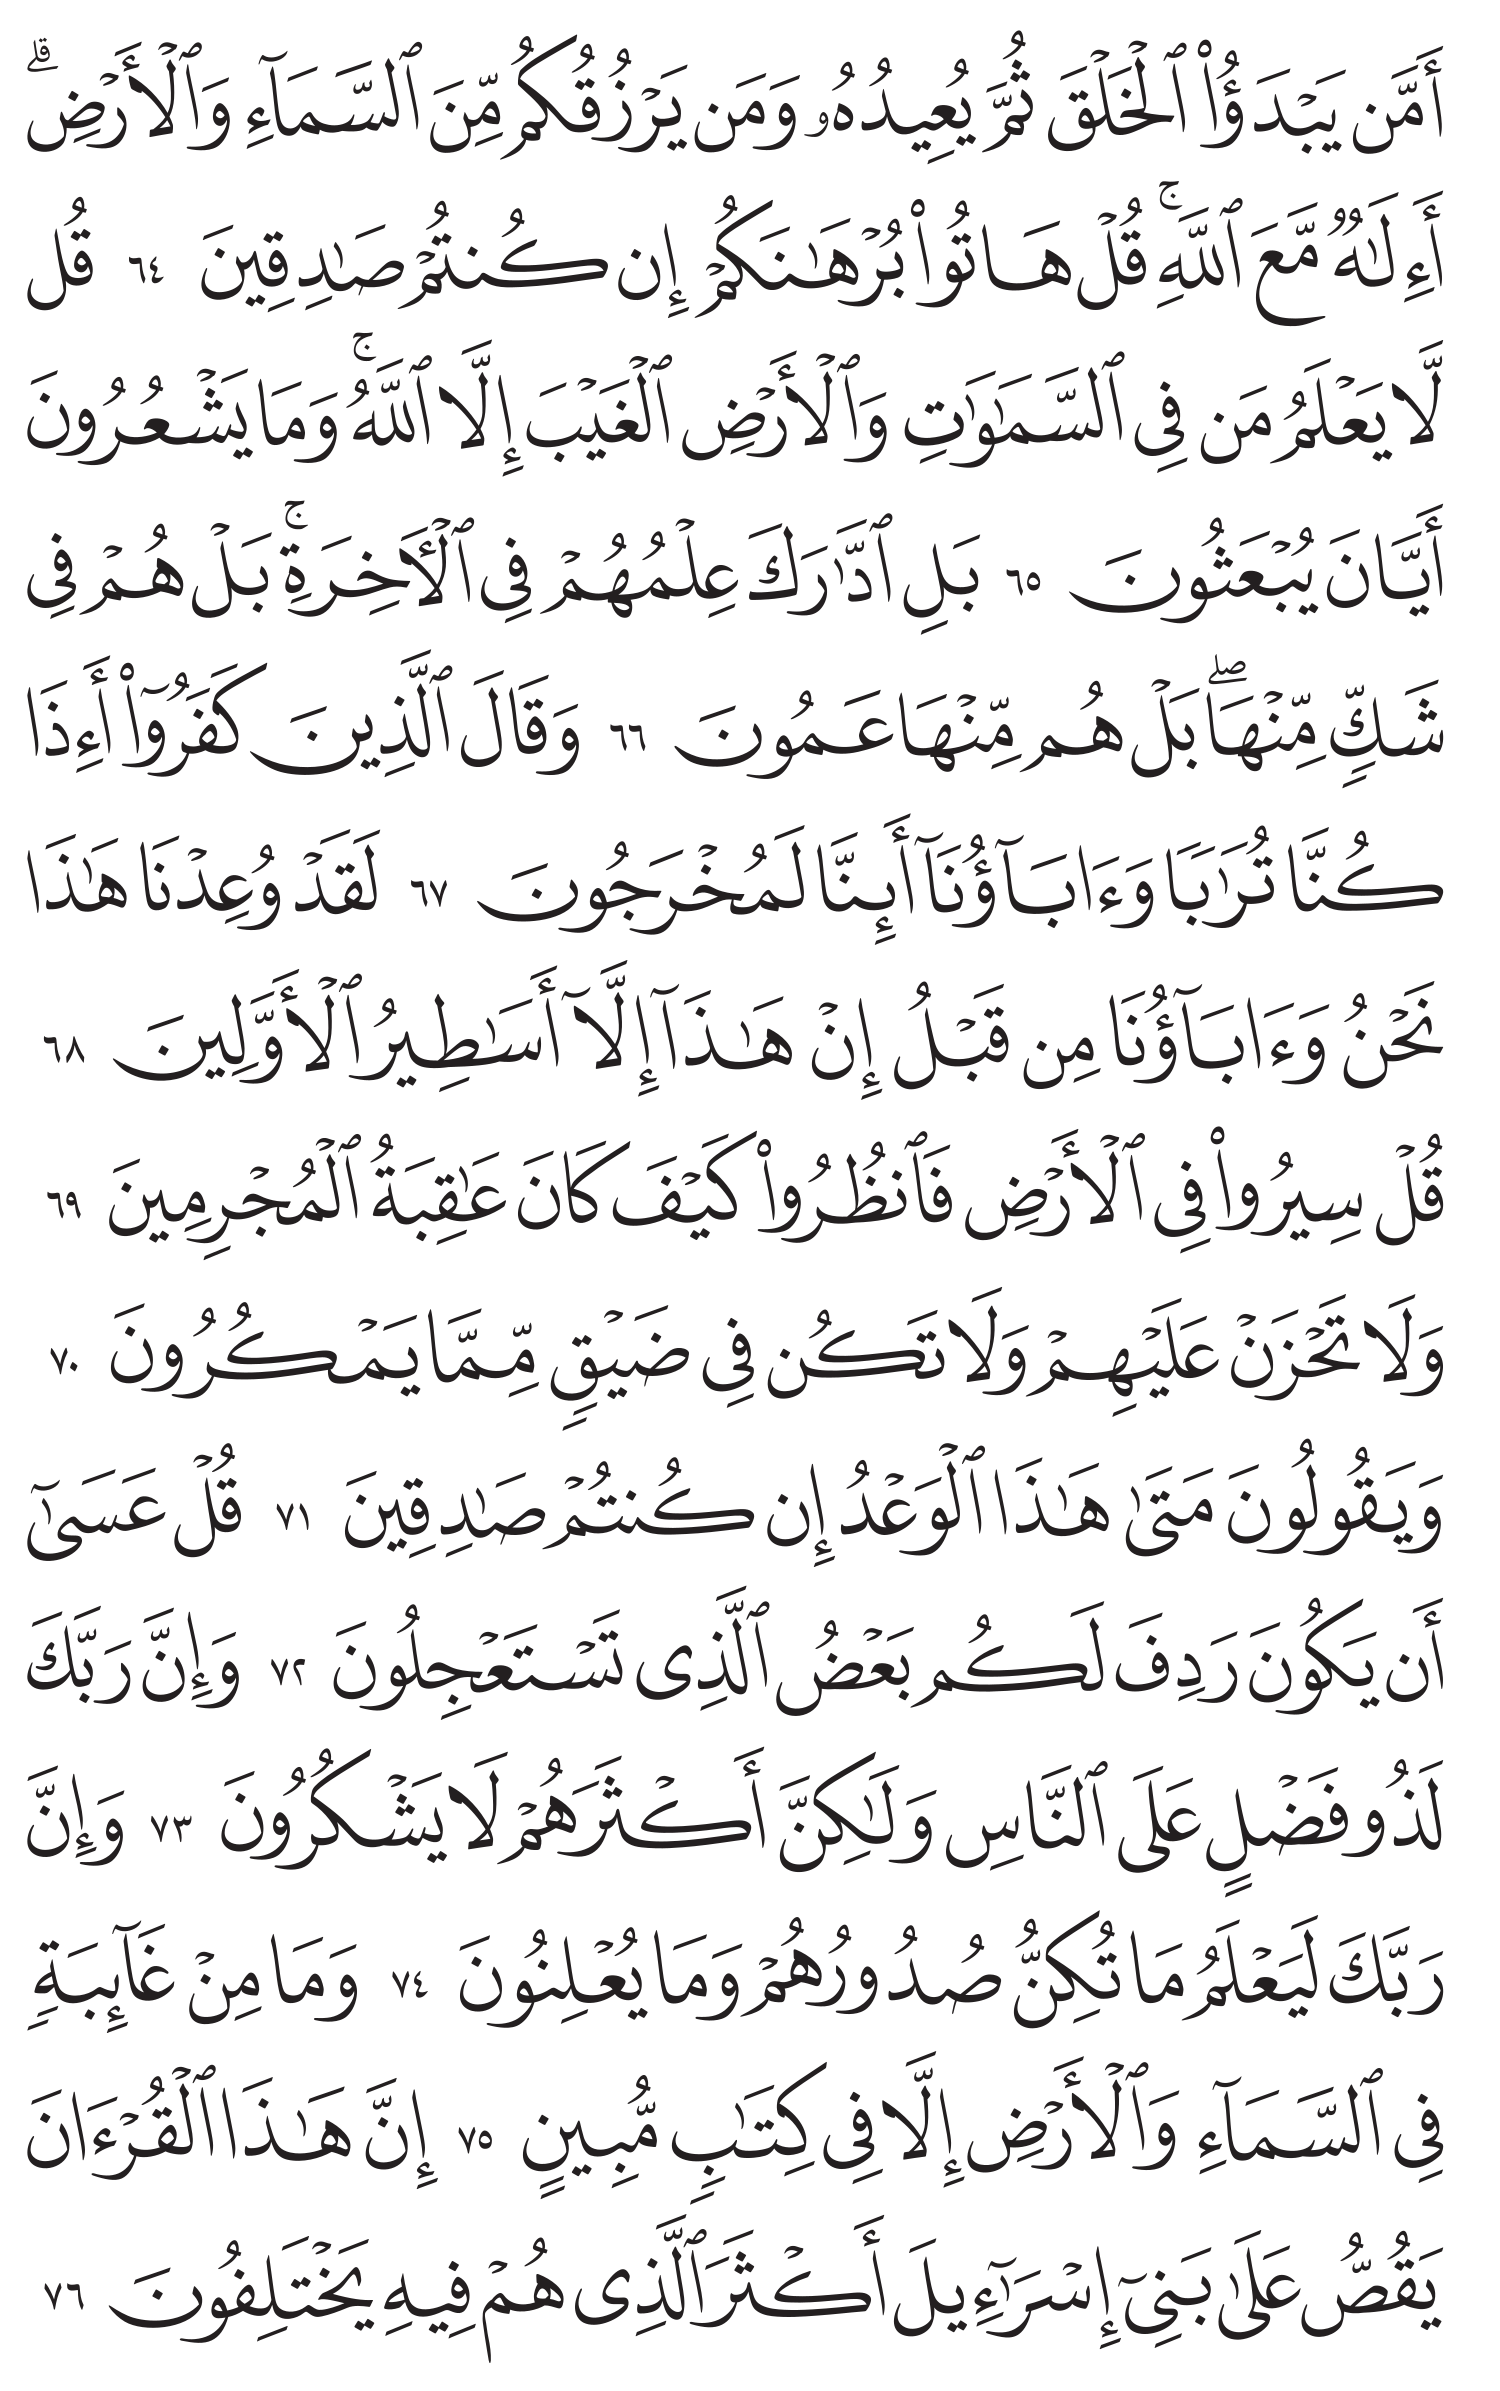 أَمَّن يَبْدَؤُا۟ ٱلْخَلْقَ ثُمَّ يُعِيدُهُۥ وَمَن يَرْزُقُكُم مِّنَ ٱلسَّمَآءِ وَٱلْأَرْضِ ۗ
أَءِلَـٰهٌ مَّعَ ٱللَّهِ ۚ قُلْ هَاتُوا۟ بُرْهَـٰنَكُمْ إِن كُنتُمْ صَـٰدِقِينَ ٦٤ قُل
لَّا يَعْلَمُ مَن فِى ٱلسَّمَـٰوَٰتِ وَٱلْأَرْضِ ٱلْغَيْبَ إِلَّا ٱللَّهُ ۚ وَمَا يَشْعُرُونَ
أَيَّانَ يُبْعَثُونَ ٦٥ بَلِ ٱدَّٰرَكَ عِلْمُهُمْ فِى ٱلْـَٔاخِرَةِ ۚ بَلْ هُمْ فِى
شَكٍّ مِّنْهَا ۖ بَلْ هُم مِّنْهَا عَمُونَ ٦٦ وَقَالَ ٱلَّذِينَ كَفَرُوٓا۟ أَءِذَا
كُنَّا تُرَٰبًا وَءَابَآؤُنَآ أَئِنَّا لَمُخْرَجُونَ ٦٧ لَقَدْ وُعِدْنَا هَـٰذَا
نَحْنُ وَءَابَآؤُنَا مِن قَبْلُ إِنْ هَـٰذَآ إِلَّآ أَسَـٰطِيرُ ٱلْأَوَّلِينَ ٦٨
قُلْ سِيرُوا۟ فِى ٱلْأَرْضِ فَٱنظُرُوا۟ كَيْفَ كَانَ عَـٰقِبَةُ ٱلْمُجْرِمِينَ ٦٩
وَلَا تَحْزَنْ عَلَيْهِمْ وَلَا تَكُن فِى ضَيْقٍ مِّمَّا يَمْكُرُونَ ٧٠
وَيَقُولُونَ مَتَىٰ هَـٰذَا ٱلْوَعْدُ إِن كُنتُمْ صَـٰدِقِينَ ٧١ قُلْ عَسَىٰٓ
أَن يَكُونَ رَدِفَ لَكُم بَعْضُ ٱلَّذِى تَسْتَعْجِلُونَ ٧٢ وَإِنَّ رَبَّكَ
لَذُو فَضْلٍ عَلَى ٱلنَّاسِ وَلَـٰكِنَّ أَكْثَرَهُمْ لَا يَشْكُرُونَ ٧٣ وَإِنَّ
رَبَّكَ لَيَعْلَمُ مَا تُكِنُّ صُدُورُهُمْ وَمَا يُعْلِنُونَ ٧٤ وَمَا مِنْ غَآئِبَةٍ
فِى ٱلسَّمَآءِ وَٱلْأَرْضِ إِلَّا فِى كِتَـٰبٍ مُّبِينٍ ٧٥ إِنَّ هَـٰذَا ٱلْقُرْءَانَ
يَقُصُّ عَلَىٰ بَنِىٓ إِسْرَٰٓءِيلَ أَكْثَرَ ٱلَّذِى هُمْ فِيهِ يَخْتَلِفُونَ ٧٦